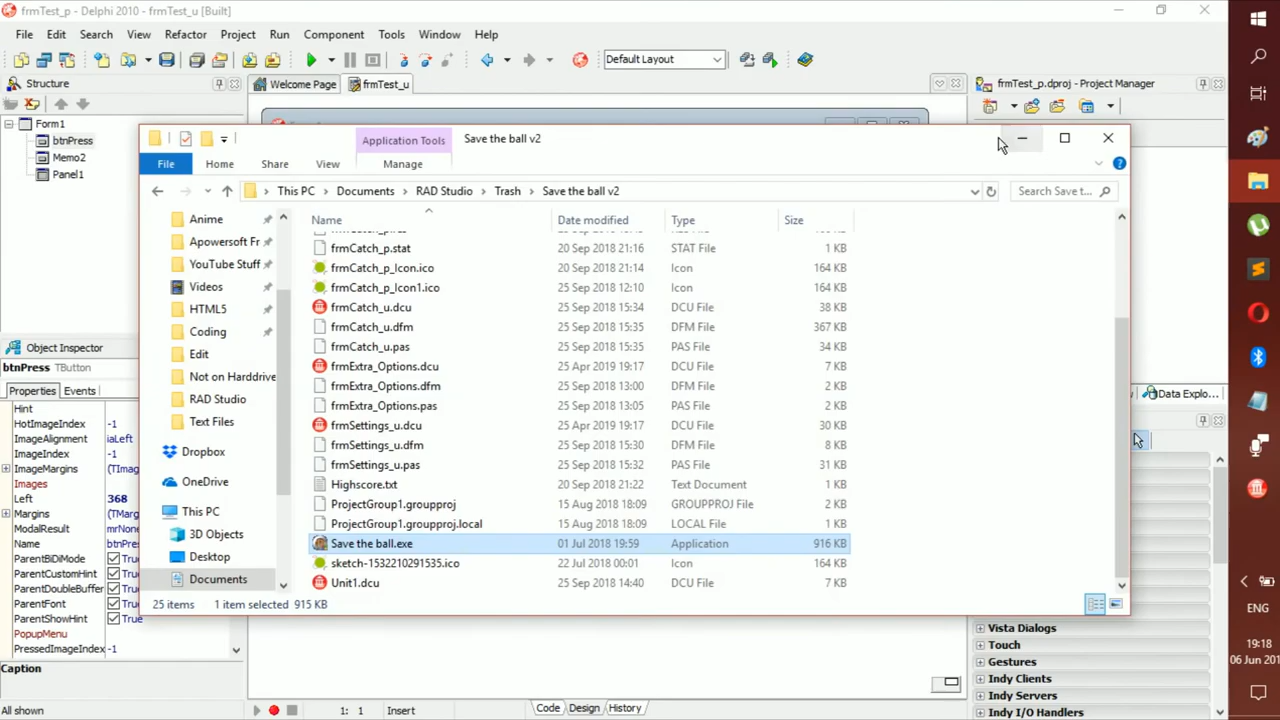 frmTest_p - Delphi 2010 - frmTest_u [Built]
File Edit Search View Refactor Project Run Component Tools Window Help
Default Layout
Structure
Welcome Page
frmTest_u
frmTest_p.dproj - Project Manager
Form1
btnPress
Memo2
Panel1
Application Tools
Save the ball v2
File
Home
Share
View
Manage
This PC
Documents
RAD Studio
Trash
Save the ball v2
Search Save t...
Name
Date modified
Type
Size
frmCatch_p.stat 20 Sep 2018 21:16 STAT File 1 KB
frmCatch_p_Icon.ico 20 Sep 2018 21:14 Icon 164 KB
frmCatch_p_Icon1.ico 25 Sep 2018 12:10 Icon 164 KB
frmCatch_u.dcu 25 Sep 2018 15:34 DCU File 38 KB
frmCatch_u.dfm 25 Sep 2018 15:35 DFM File 367 KB
frmCatch_u.pas 25 Sep 2018 15:35 PAS File 34 KB
frmExtra_Options.dcu 25 Apr 2019 19:17 DCU File 7 KB
frmExtra_Options.dfm 25 Sep 2018 13:00 DFM File 2 KB
frmExtra_Options.pas 25 Sep 2018 13:05 PAS File 2 KB
frmSettings_u.dcu 25 Apr 2019 19:17 DCU File 30 KB
frmSettings_u.dfm 25 Sep 2018 15:30 DFM File 8 KB
frmSettings_u.pas 25 Sep 2018 15:32 PAS File 31 KB
Highscore.txt 20 Sep 2018 21:22 Text Document 1 KB
ProjectGroup1.groupproj 15 Aug 2018 18:09 GROUPPROJ File 2 KB
ProjectGroup1.groupproj.local 15 Aug 2018 18:09 LOCAL File 1 KB
Save the ball.exe 01 Jul 2018 19:59 Application 916 KB
sketch-1532210291535.ico 22 Jul 2018 00:01 Icon 164 KB
Unit1.dcu 25 Sep 2018 14:40 DCU File 7 KB
25 items 1 item selected 915 KB
Anime
Apowersoft Fr
YouTube Stuff
Videos
HTML5
Coding
Edit
Not on Harddrive
RAD Studio
Text Files
Dropbox
OneDrive
This PC
3D Objects
Desktop
Documents
Object Inspector
btnPress TButton
Properties Events
Hint
HotImageIndex -1
ImageAlignment iaLeft
ImageIndex -1
ImageMargins (TImag
Images
Left 368
Margins (TMarg
ModalResult mrNone
Name btnPre
ParentBiDiMode True
ParentCustomHint True
ParentDoubleBuffer True
ParentFont True
ParentShowHint True
PopupMenu
PressedImageIndex -1
Caption
All shown
1: 1 Insert
Code Design History
Data Explo...
Vista Dialogs
Touch
Gestures
Indy Clients
Indy Servers
Indy I/O Handlers
ENG
19:18
06 Jun 201